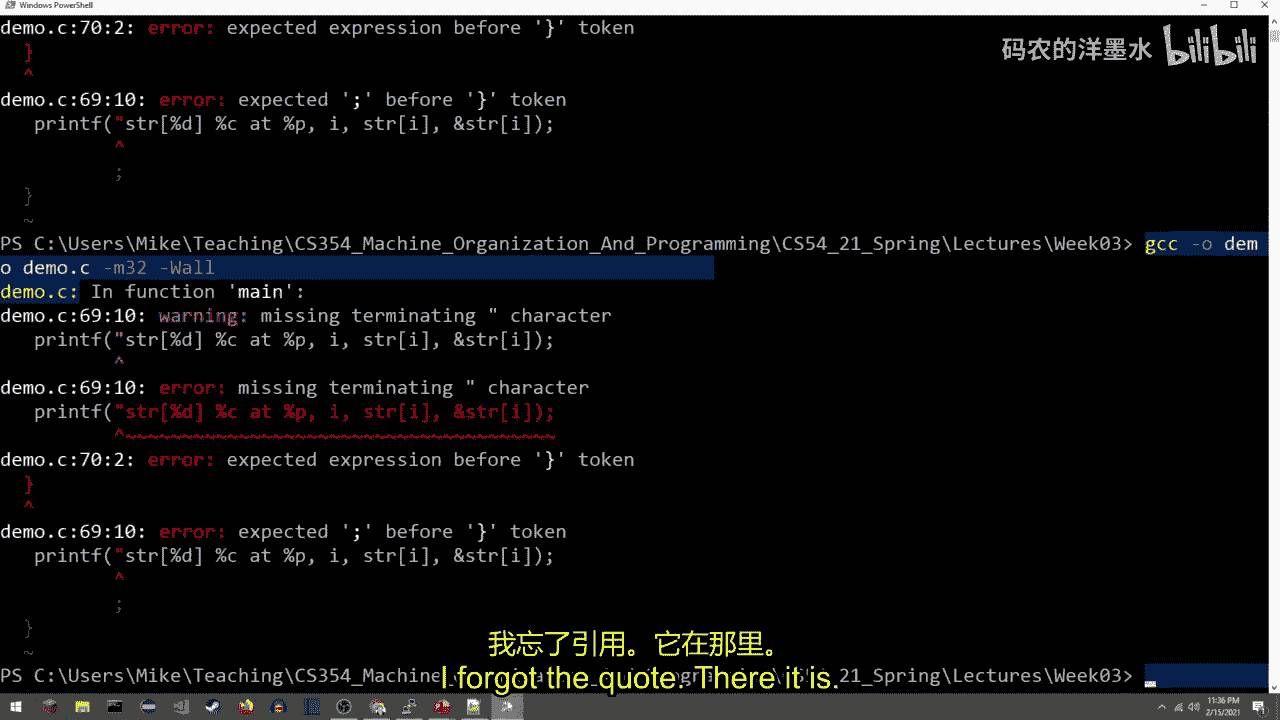 Windows PowerShell
demo.c:70:2: error: expected expression before '}' token
}
^
码农的洋墨水 bilibili
demo.c:69:10: error: expected ';' before '}' token
printf("str[%d] %c at %p, i, str[i], &str[i]);
^
;
}
~
PS C:\Users\Mike\Teaching\CS354_Machine_Organization_And_Programming\CS54_21_Spring\Lectures\Week03> gcc -o dem
o demo.c -m32 -Wall
demo.c: In function 'main':
demo.c:69:10: warning: missing terminating " character
printf("str[%d] %c at %p, i, str[i], &str[i]);
^
demo.c:69:10: error: missing terminating " character
printf("str[%d] %c at %p, i, str[i], &str[i]);
^~~~~~~~~~~~~~~~~~~~~~~~~~~~~~~~~~~~~~~
demo.c:70:2: error: expected expression before '}' token
}
^
demo.c:69:10: error: expected ';' before '}' token
printf("str[%d] %c at %p, i, str[i], &str[i]);
^
;
}
我忘了引用。它在那里。
PS C:\Users\Mike\Teaching\CS354_Machine_21_Spring\Lectures\Week03>
I forgot the quote. There it is.
11:36 PM
2/15/2021